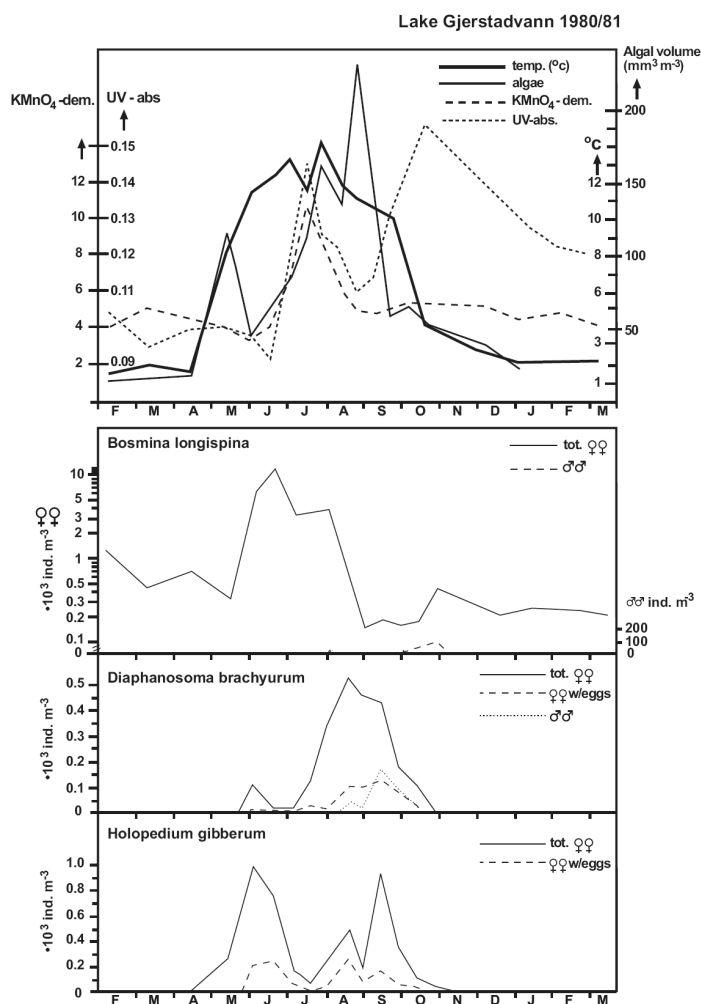 Lake Gjerstadvann 1980/81
Algal volume
(mm³ m⁻³)
KMnO₄-dem.
UV-abs
temp. (°c)
algae
KMnO₄-dem.
UV-abs.
°C
12
10
8
6
4
2
0.15
0.14
0.13
0.12
0.11
0.09
12
10
8
6
3
1
200
150
100
50
F M A M J J A S O N D J F M
Bosmina longispina
tot. ♀♀
♂♂
♀♀
•10³ ind. m⁻³
10
5
3
2
1
0.5
0.3
0.2
0.1
0
♂♂ ind. m⁻³
200
100
0
Diaphanosoma brachyurum
tot. ♀♀
♀♀ w/eggs
♂♂
•10³ ind. m⁻³
0.5
0.4
0.3
0.2
0.1
0
Holopedium gibberum
tot. ♀♀
♀♀ w/eggs
•10³ ind. m⁻³
1.0
0.8
0.6
0.4
0.2
0
F M A M J J A S O N D J F M